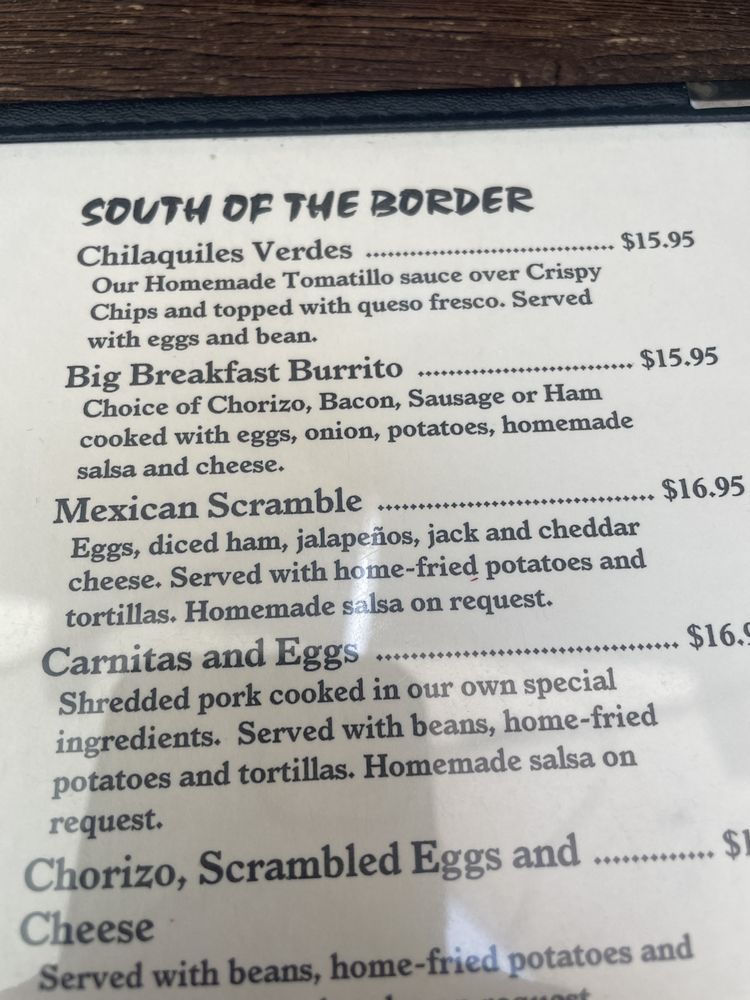 SOUTH OF THE BORDER
Chilaquiles Verdes ........................................ $15.95
Our Homemade Tomatillo sauce over Crispy
Chips and topped with queso fresco. Served
with eggs and bean.
Big Breakfast Burrito .................................. $15.95
Choice of Chorizo, Bacon, Sausage or Ham
cooked with eggs, onion, potatoes, homemade
salsa and cheese.
Mexican Scramble ........................................ $16.95
Eggs, diced ham, jalapeños, jack and cheddar
cheese. Served with home-fried potatoes and
tortillas. Homemade salsa on request.
Carnitas and Eggs ........................................ $16.9
Shredded pork cooked in our own special
ingredients. Served with beans, home-fried
potatoes and tortillas. Homemade salsa on
request.
Chorizo, Scrambled Eggs and ............. $1
Cheese
Served with beans, home-fried potatoes and
request